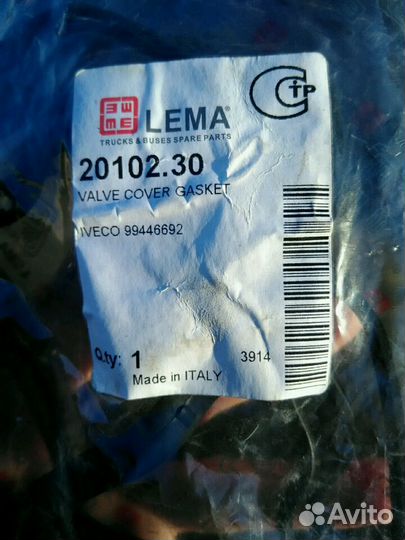 LEMA®
TRUCKS & BUSES SPARE PARTS
20102.30
VALVE COVER GASKET
IVECO 99446692
Q.ty: 1
3914
Made in ITALY
Avito